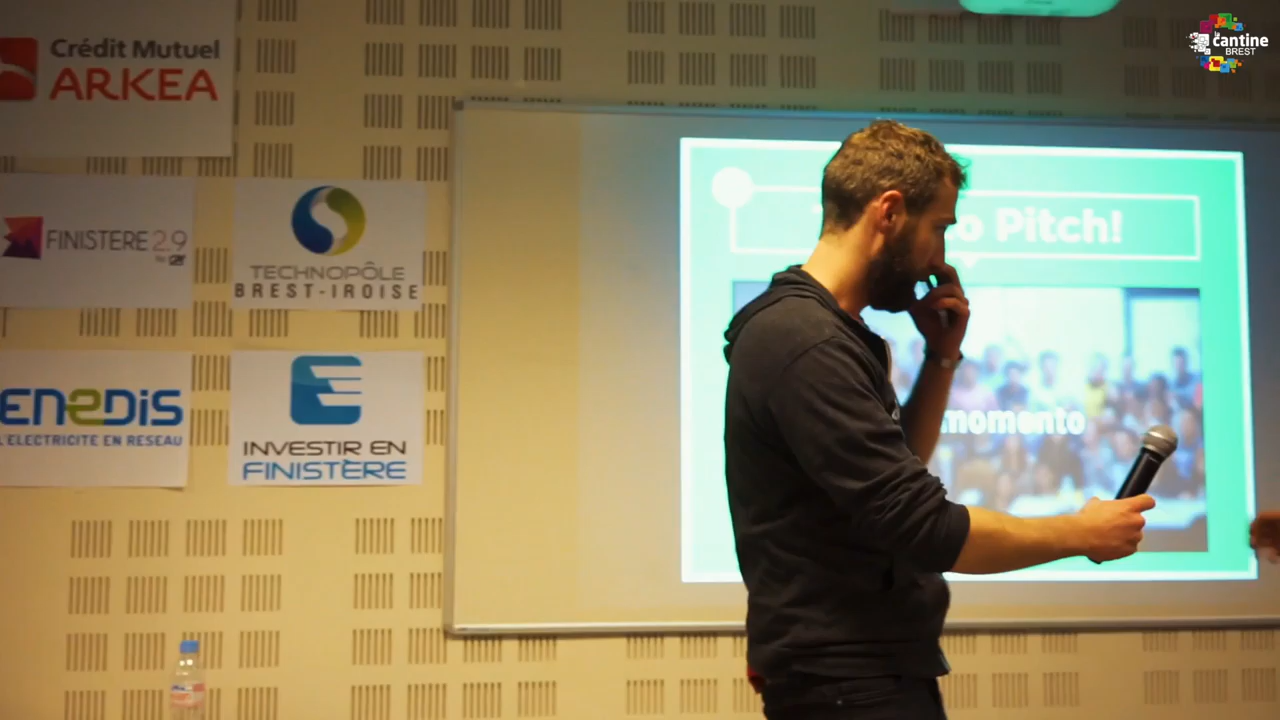 Crédit Mutuel
ARKEA
cantine
BREST
FINISTÈRE 2.9
TECHNOPÔLE
BREST-IROISE
Pitch!
momento
ENEDIS
L'ELECTRICITE EN RESEAU
INVESTIR EN
FINISTÈRE